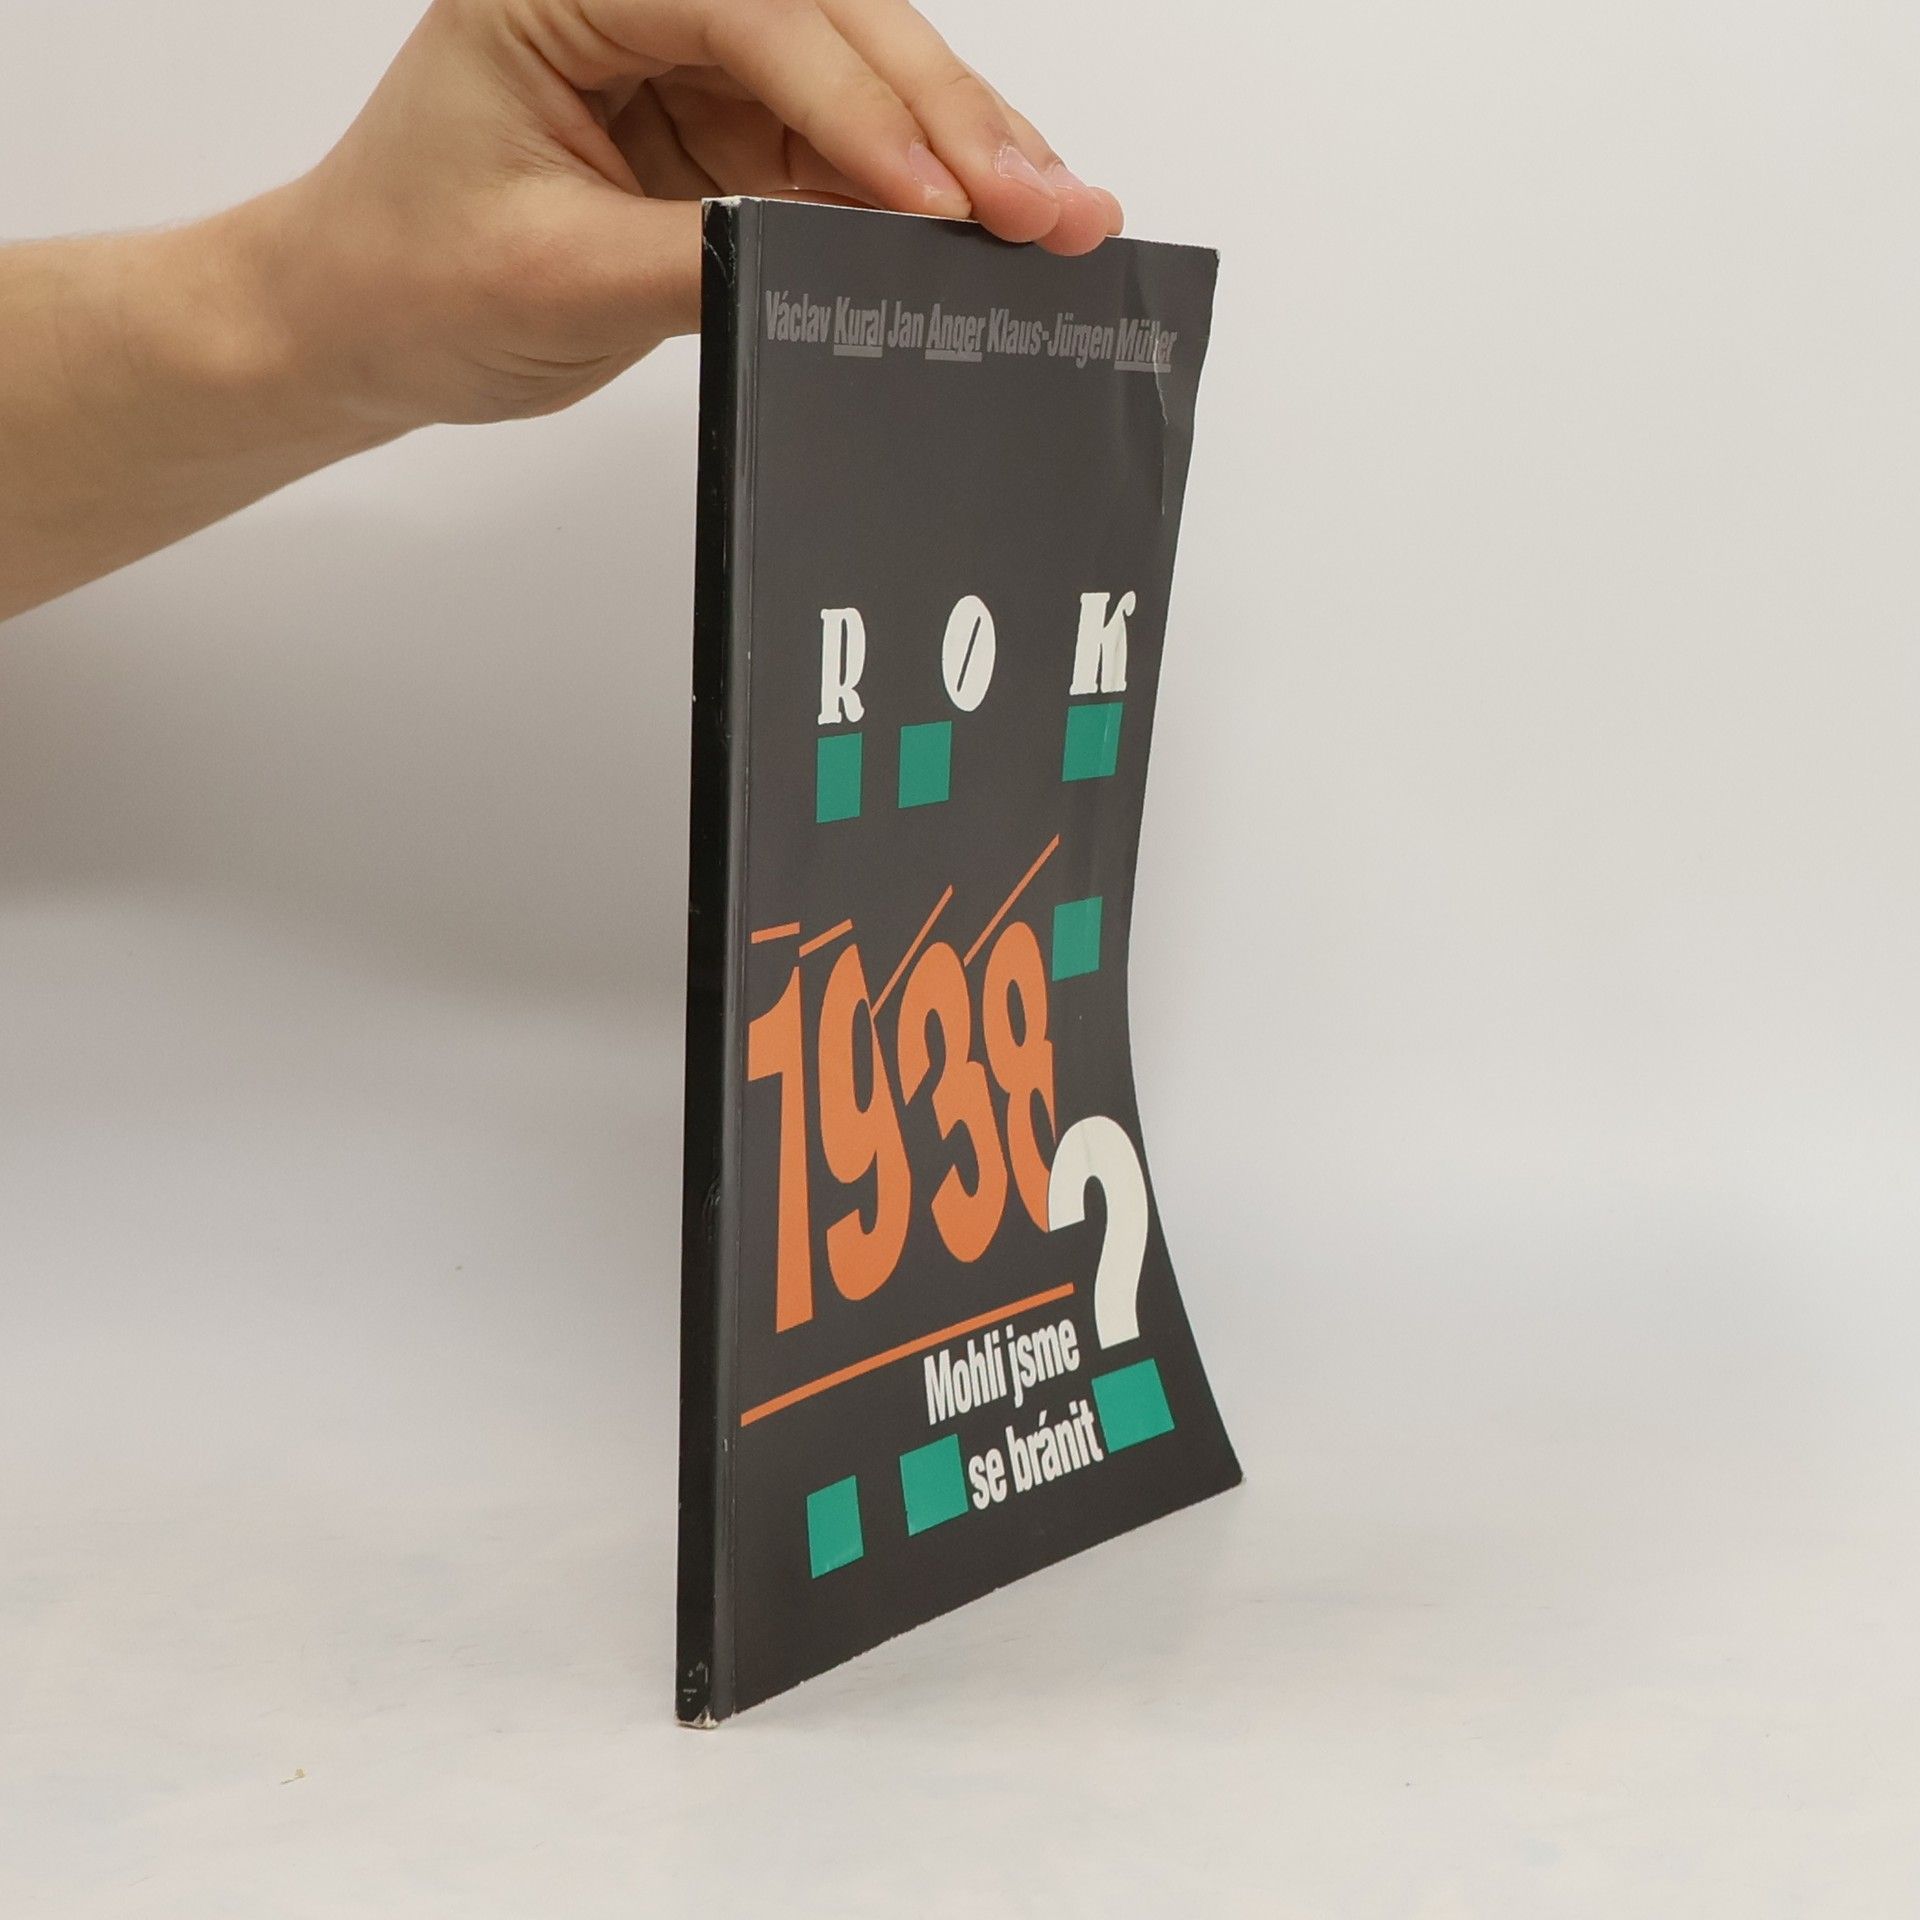 Václav Kural Jan Anger Klaus-Jürgen Müller
ROK
1938
?
Mohli jsme
se bránit